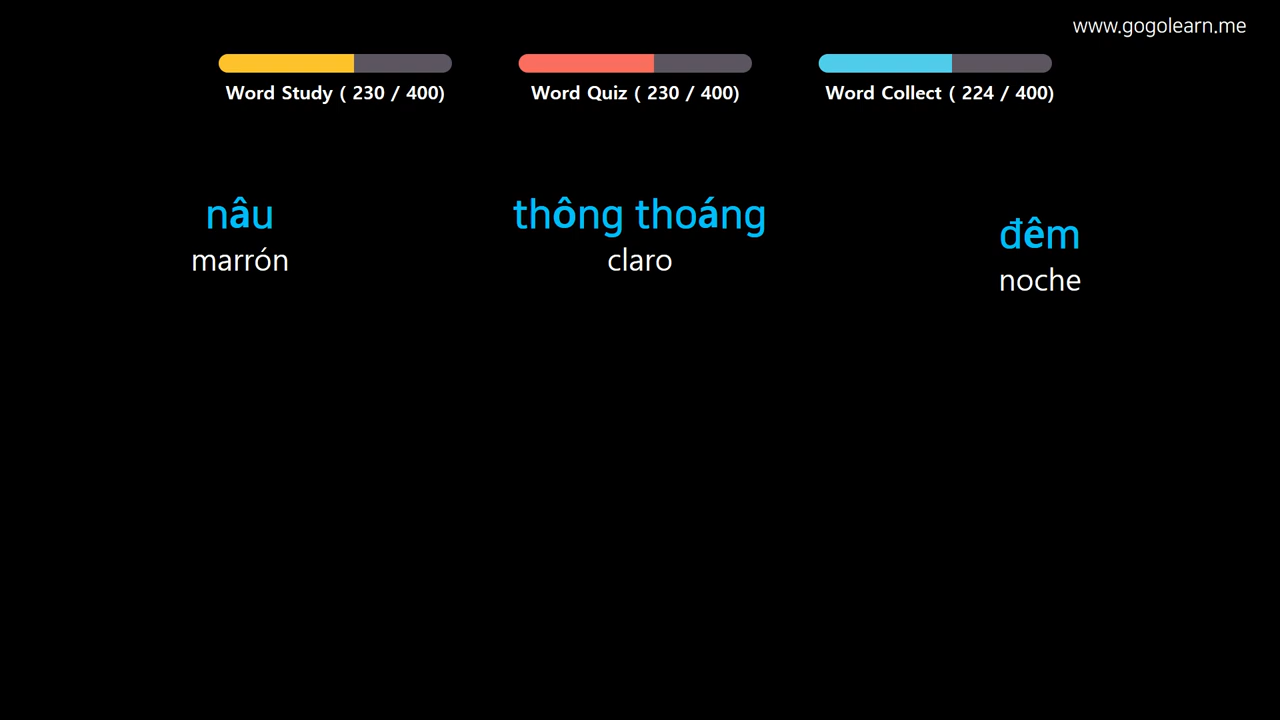 www.gogolearn.me
Word Study ( 230 / 400)
Word Quiz ( 230 / 400)
Word Collect ( 224 / 400)
nâu
marrón
thông thoáng
claro
đêm
noche